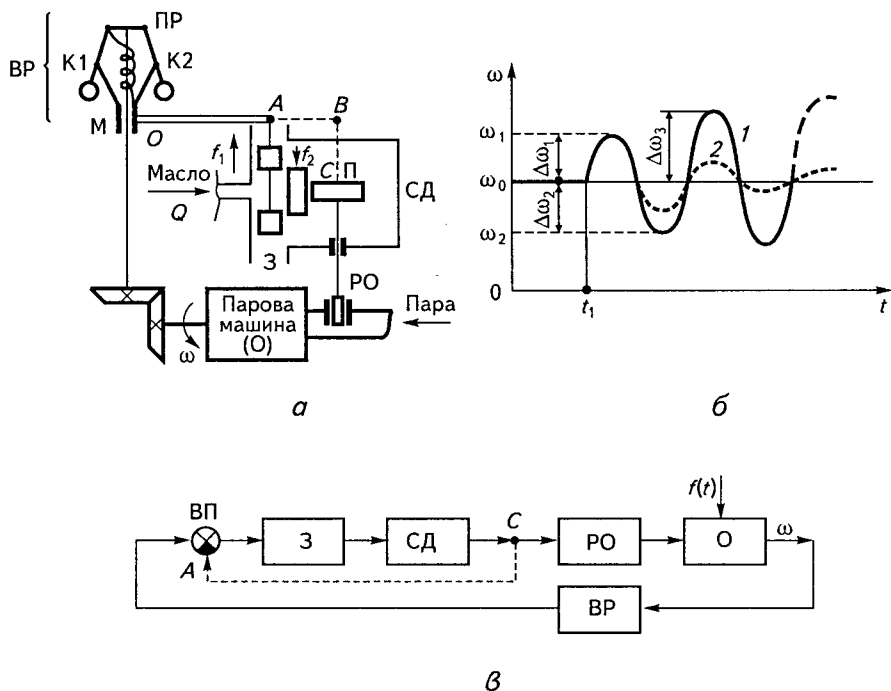 ПР
ВР
К1
К2
М
О
A
B
f₁
f₂
Масло
Q
C
П
СД
З
РО
Парова
машина
(О)
Пара
ω
а
ω
ω₁
ω₀
ω₂
0
Δω₁
Δω₂
Δω₃
1
2
t₁
t
б
ВП
A
З
СД
C
РО
f(t)
О
ω
ВР
в